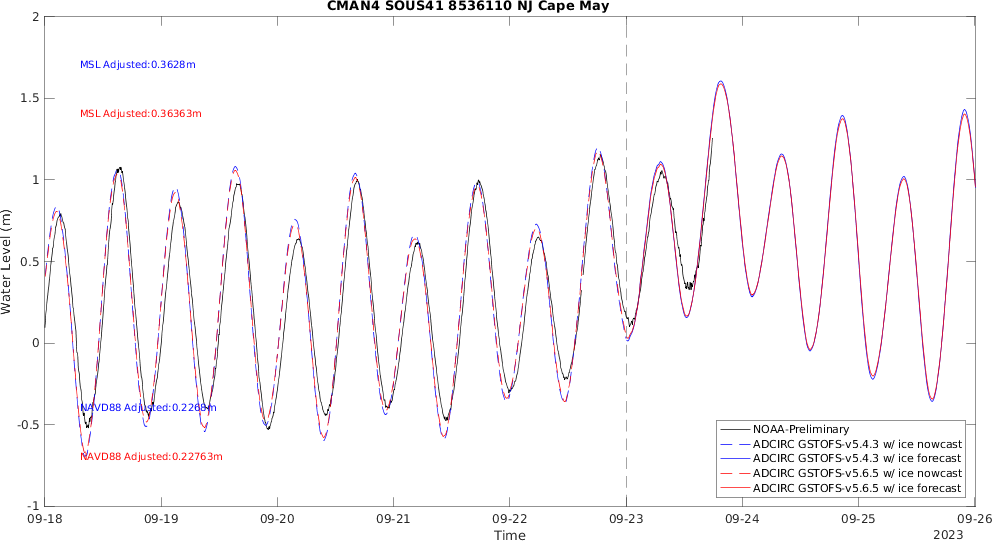 CMAN4 SOUS41 8536110 NJ Cape May
2
MSL Adjusted:0.3628m
1.5
MSL Adjusted:0.36363m
1
Water Level (m)
0.5
0
NAVD88 Adjusted:0.2268m
-0.5
NAVD88 Adjusted:0.22763m
-1
NOAA-Preliminary
ADCIRC GSTOFS-v5.4.3 w/ ice nowcast
ADCIRC GSTOFS-v5.4.3 w/ ice forecast
ADCIRC GSTOFS-v5.6.5 w/ ice nowcast
ADCIRC GSTOFS-v5.6.5 w/ ice forecast
09-18 09-19 09-20 09-21 09-22 09-23 09-24 09-25 09-26
Time
2023